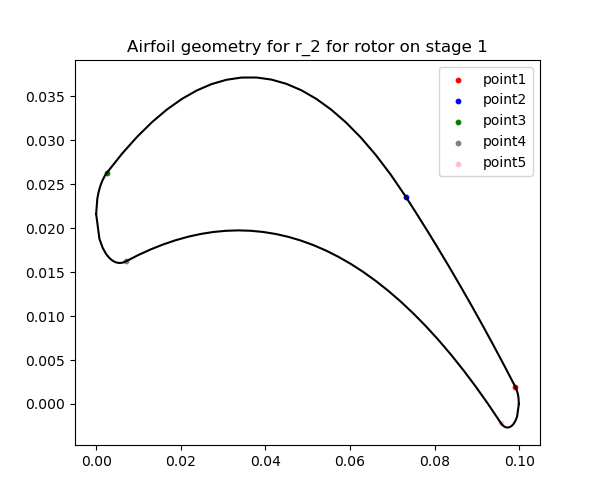 Airfoil geometry for r_2 for rotor on stage 1
point1
point2
point3
point4
point5
0.035
0.030
0.025
0.020
0.015
0.010
0.005
0.000
0.00 0.02 0.04 0.06 0.08 0.10